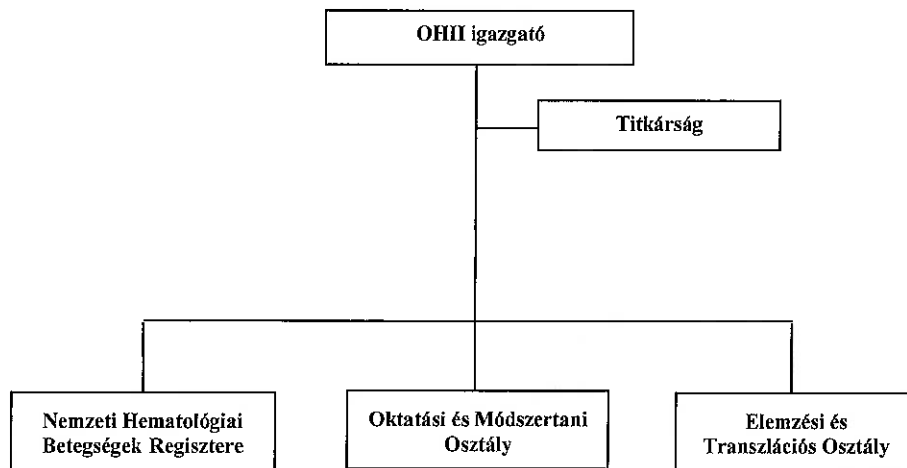 OHII igazgató
Titkárság
Nemzeti Hematológiai
Betegségek Regisztere
Oktatási és Módszertani
Osztály
Elemzési és
Transzlációs Osztály